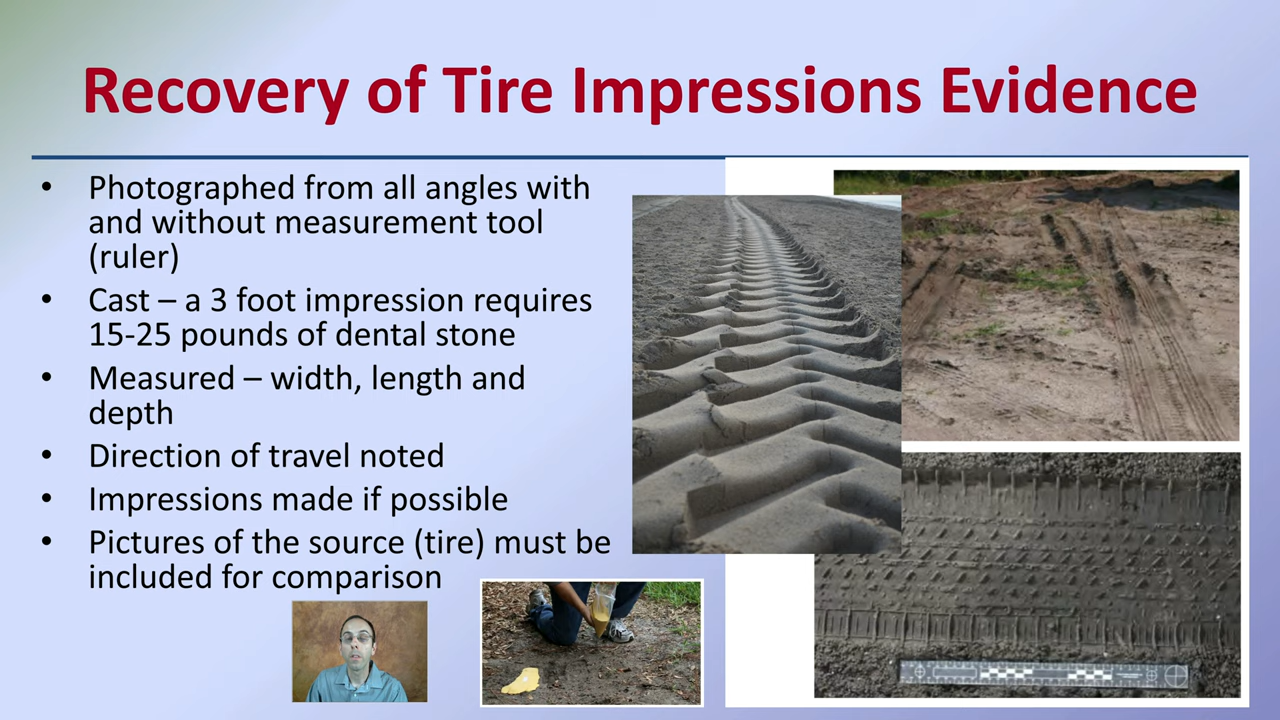 Recovery of Tire Impressions Evidence
• Photographed from all angles with
and without measurement tool
(ruler)
• Cast – a 3 foot impression requires
15-25 pounds of dental stone
• Measured – width, length and
depth
• Direction of travel noted
• Impressions made if possible
• Pictures of the source (tire) must be
included for comparison